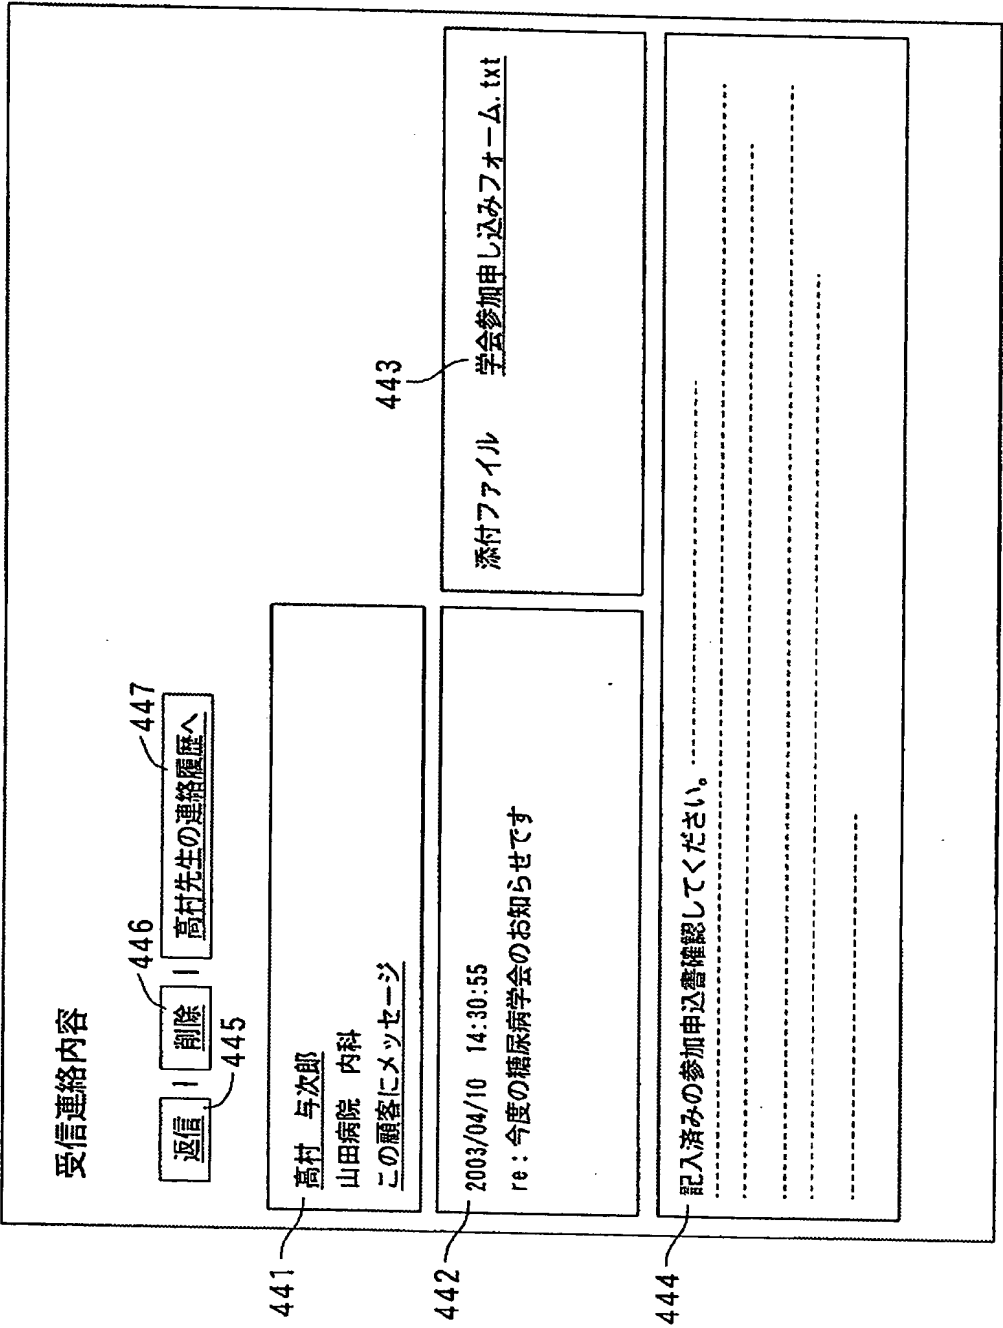 受信連絡内容
返信 | 削除 | 高村先生の連絡履歴へ
445
446
447
441
高村 与次郎
山田病院 内科
この顧客にメッセージ
442
2003/04/10 14:30:55
re：今度の糖尿病学会のお知らせです
443
添付ファイル 学会参加申し込みフォーム.txt
444
記入済みの参加申込書確認してください。